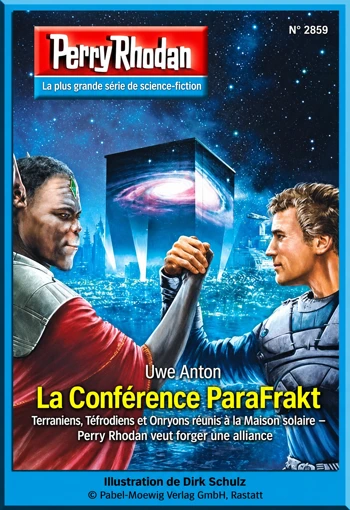 N° 2859
Perry Rhodan
La plus grande série de science-fiction
Uwe Anton
La Conférence ParaFrakt
Terraniens, Téfrodiens et Onryons réunis à la Maison solaire –
Perry Rhodan veut forger une alliance
Illustration de Dirk Schulz
© Pabel-Moewig Verlag GmbH, Rastatt